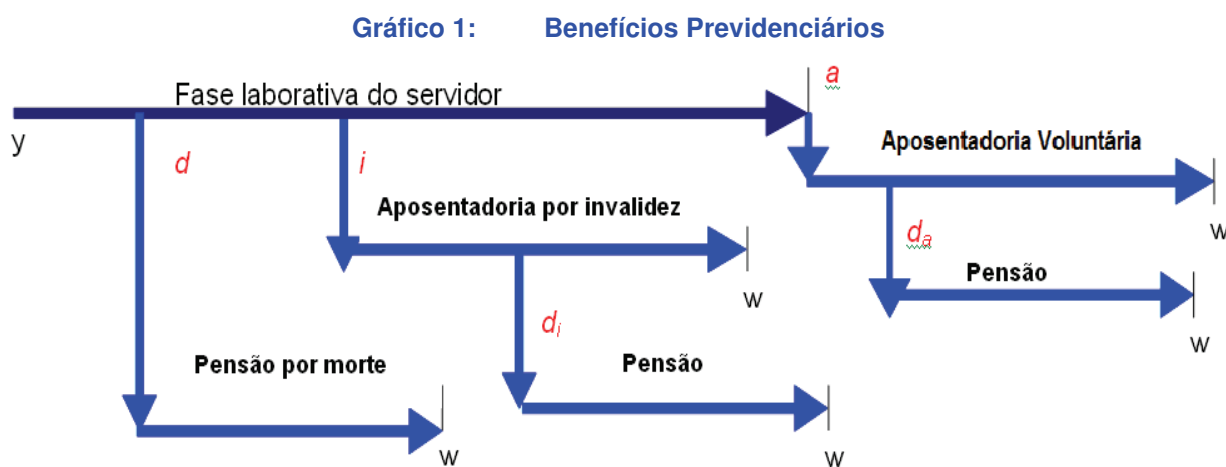 Gráfico 1: Benefícios Previdenciários
Fase laborativa do servidor
a
y
d
i
Aposentadoria Voluntária
Aposentadoria por invalidez
w
dₐ
Pensão
w
dᵢ
w
Pensão por morte
Pensão
w
w